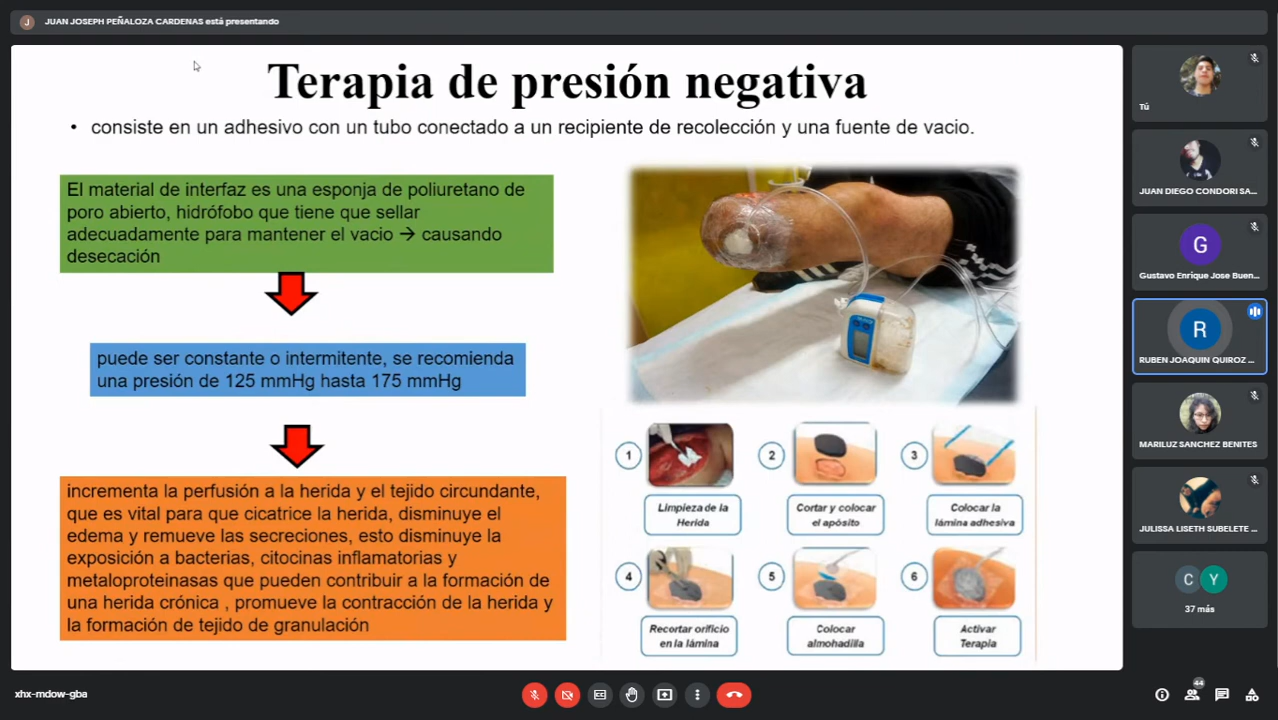 J
JUAN JOSEPH PEÑALOZA CARDENAS está presentando
Terapia de presión negativa
• consiste en un adhesivo con un tubo conectado a un recipiente de recolección y una fuente de vacio.
El material de interfaz es una esponja de poliuretano de
poro abierto, hidrófobo que tiene que sellar
adecuadamente para mantener el vacio → causando
desecación
puede ser constante o intermitente, se recomienda
una presión de 125 mmHg hasta 175 mmHg
incrementa la perfusión a la herida y el tejido circundante,
que es vital para que cicatrice la herida, disminuye el
edema y remueve las secreciones, esto disminuye la
exposición a bacterias, citocinas inflamatorias y
metaloproteinasas que pueden contribuir a la formación de
una herida crónica , promueve la contracción de la herida y
la formación de tejido de granulación
1
Limpieza de la
Herida
2
Cortar y colocar
el apósito
3
Colocar la
lámina adhesiva
4
Recortar orificio
en la lámina
5
Colocar
almohadilla
6
Activar
Terapia
Tú
JUAN DIEGO CONDORI SA...
G
Gustavo Enrique Jose Buen...
R
RUBEN JOAQUIN QUIROZ ...
MARILUZ SANCHEZ BENITES
JULISSA LISETH SUBELETE ...
C Y
37 más
xhx-mdow-gba
44